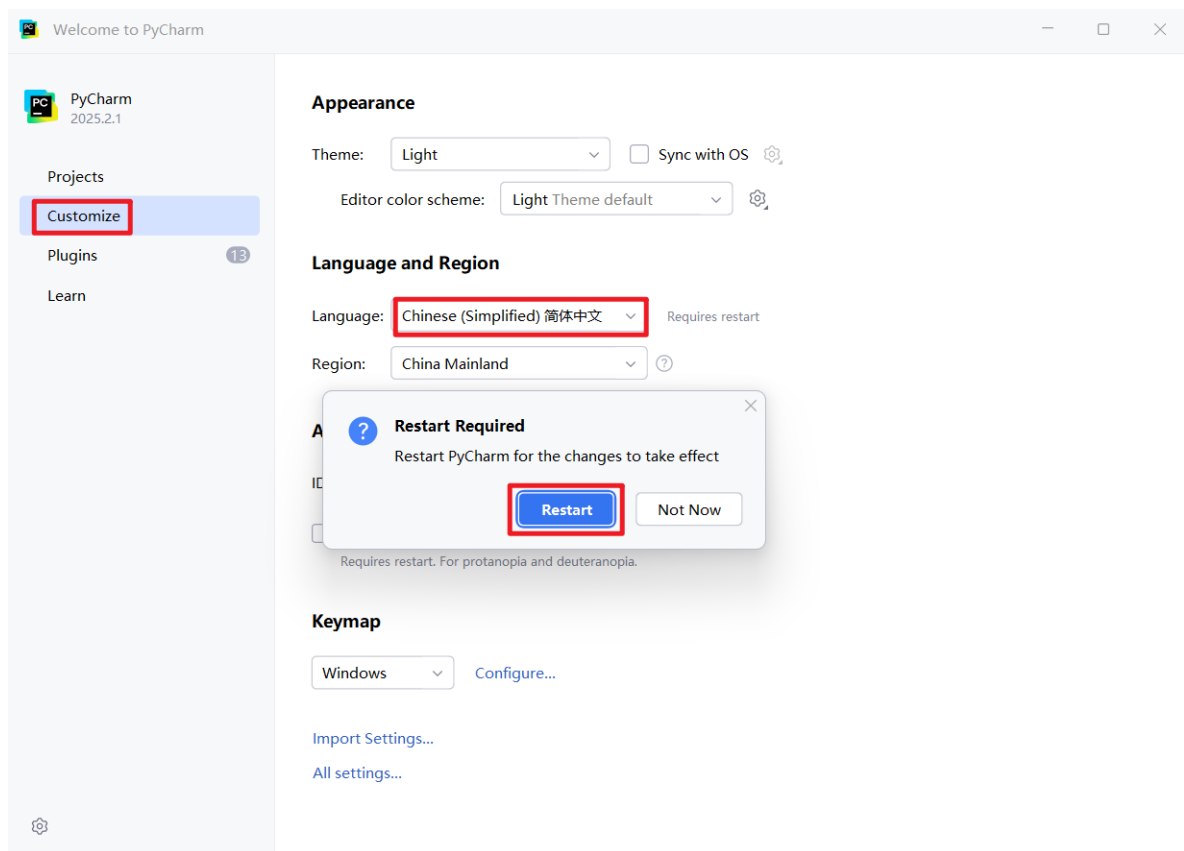 Welcome to PyCharm
PyCharm
2025.2.1
Projects
Customize
Plugins 13
Learn
Appearance
Theme: Light Sync with OS
Editor color scheme: Light Theme default
Language and Region
Language: Chinese (Simplified) 简体中文 Requires restart
Region: China Mainland
Restart Required
Restart PyCharm for the changes to take effect
Restart Not Now
Requires restart. For protanopia and deuteranopia.
Keymap
Windows Configure...
Import Settings...
All settings...